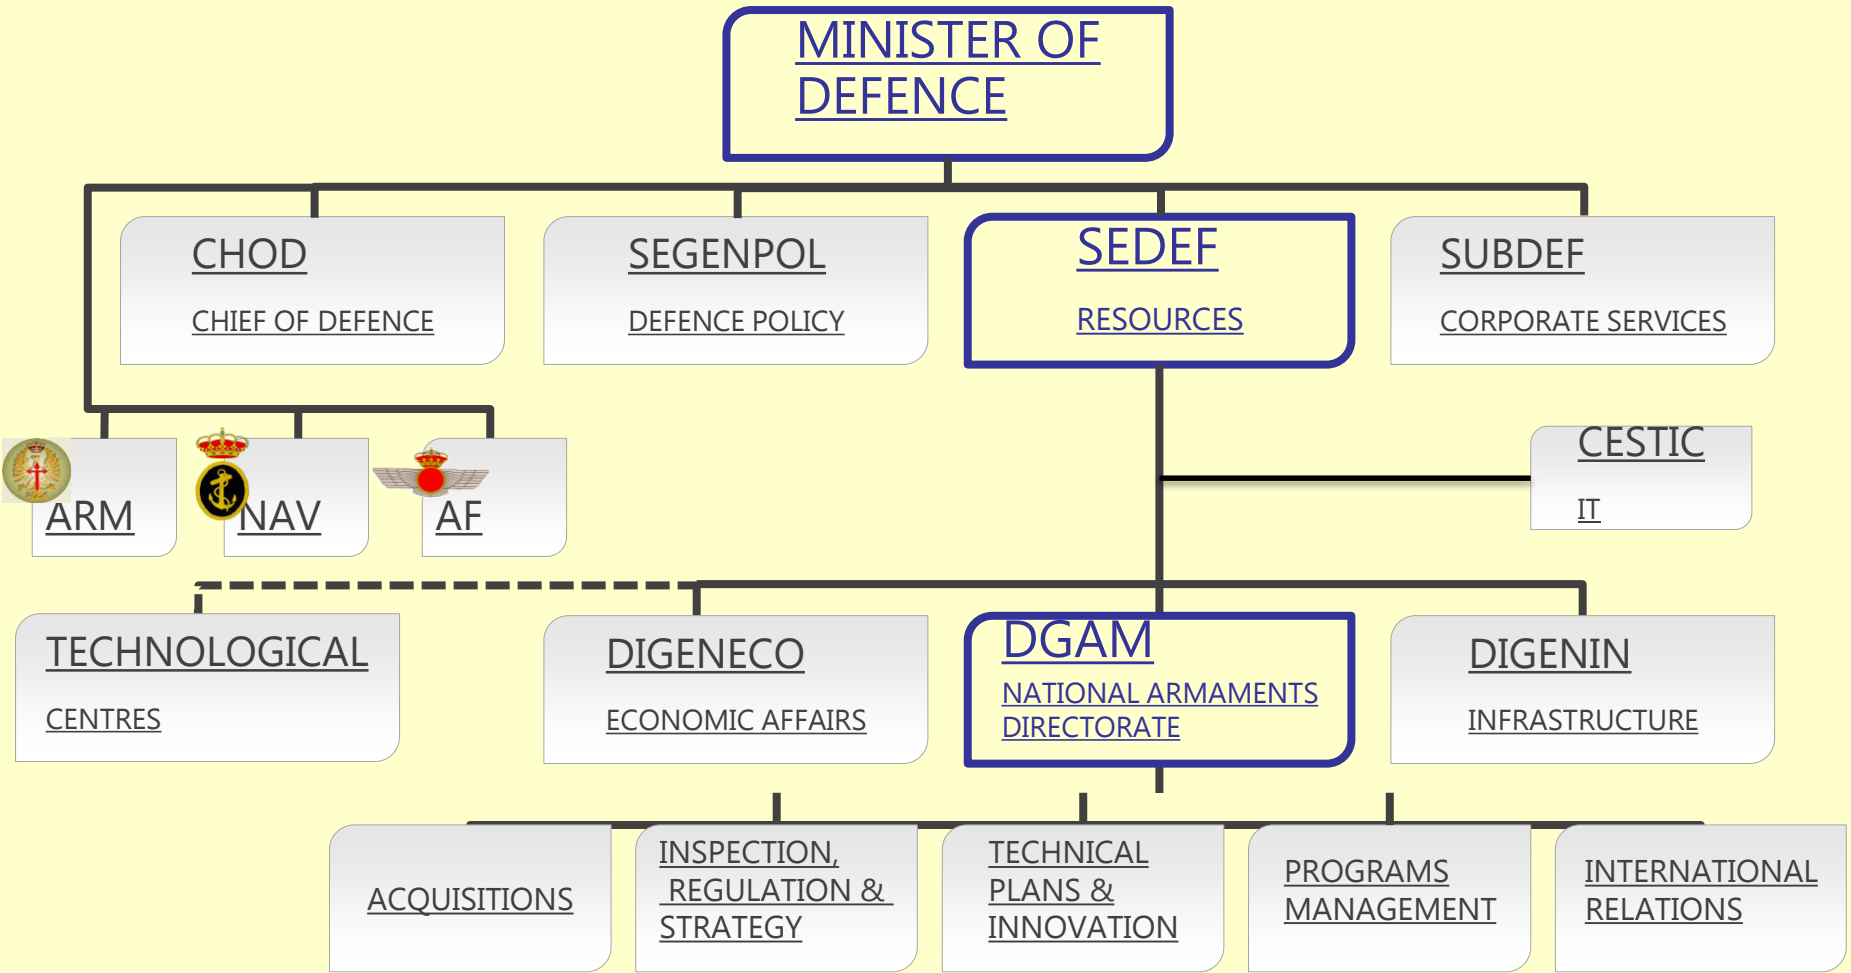 MINISTER OF
DEFENCE
CHOD
CHIEF OF DEFENCE
SEGENPOL
DEFENCE POLICY
SEDEF
RESOURCES
SUBDEF
CORPORATE SERVICES
ARM
NAV
AF
CESTIC
IT
TECHNOLOGICAL
CENTRES
DIGENECO
ECONOMIC AFFAIRS
DGAM
NATIONAL ARMAMENTS
DIRECTORATE
DIGENIN
INFRASTRUCTURE
ACQUISITIONS
INSPECTION,
REGULATION &
STRATEGY
TECHNICAL
PLANS &
INNOVATION
PROGRAMS
MANAGEMENT
INTERNATIONAL
RELATIONS